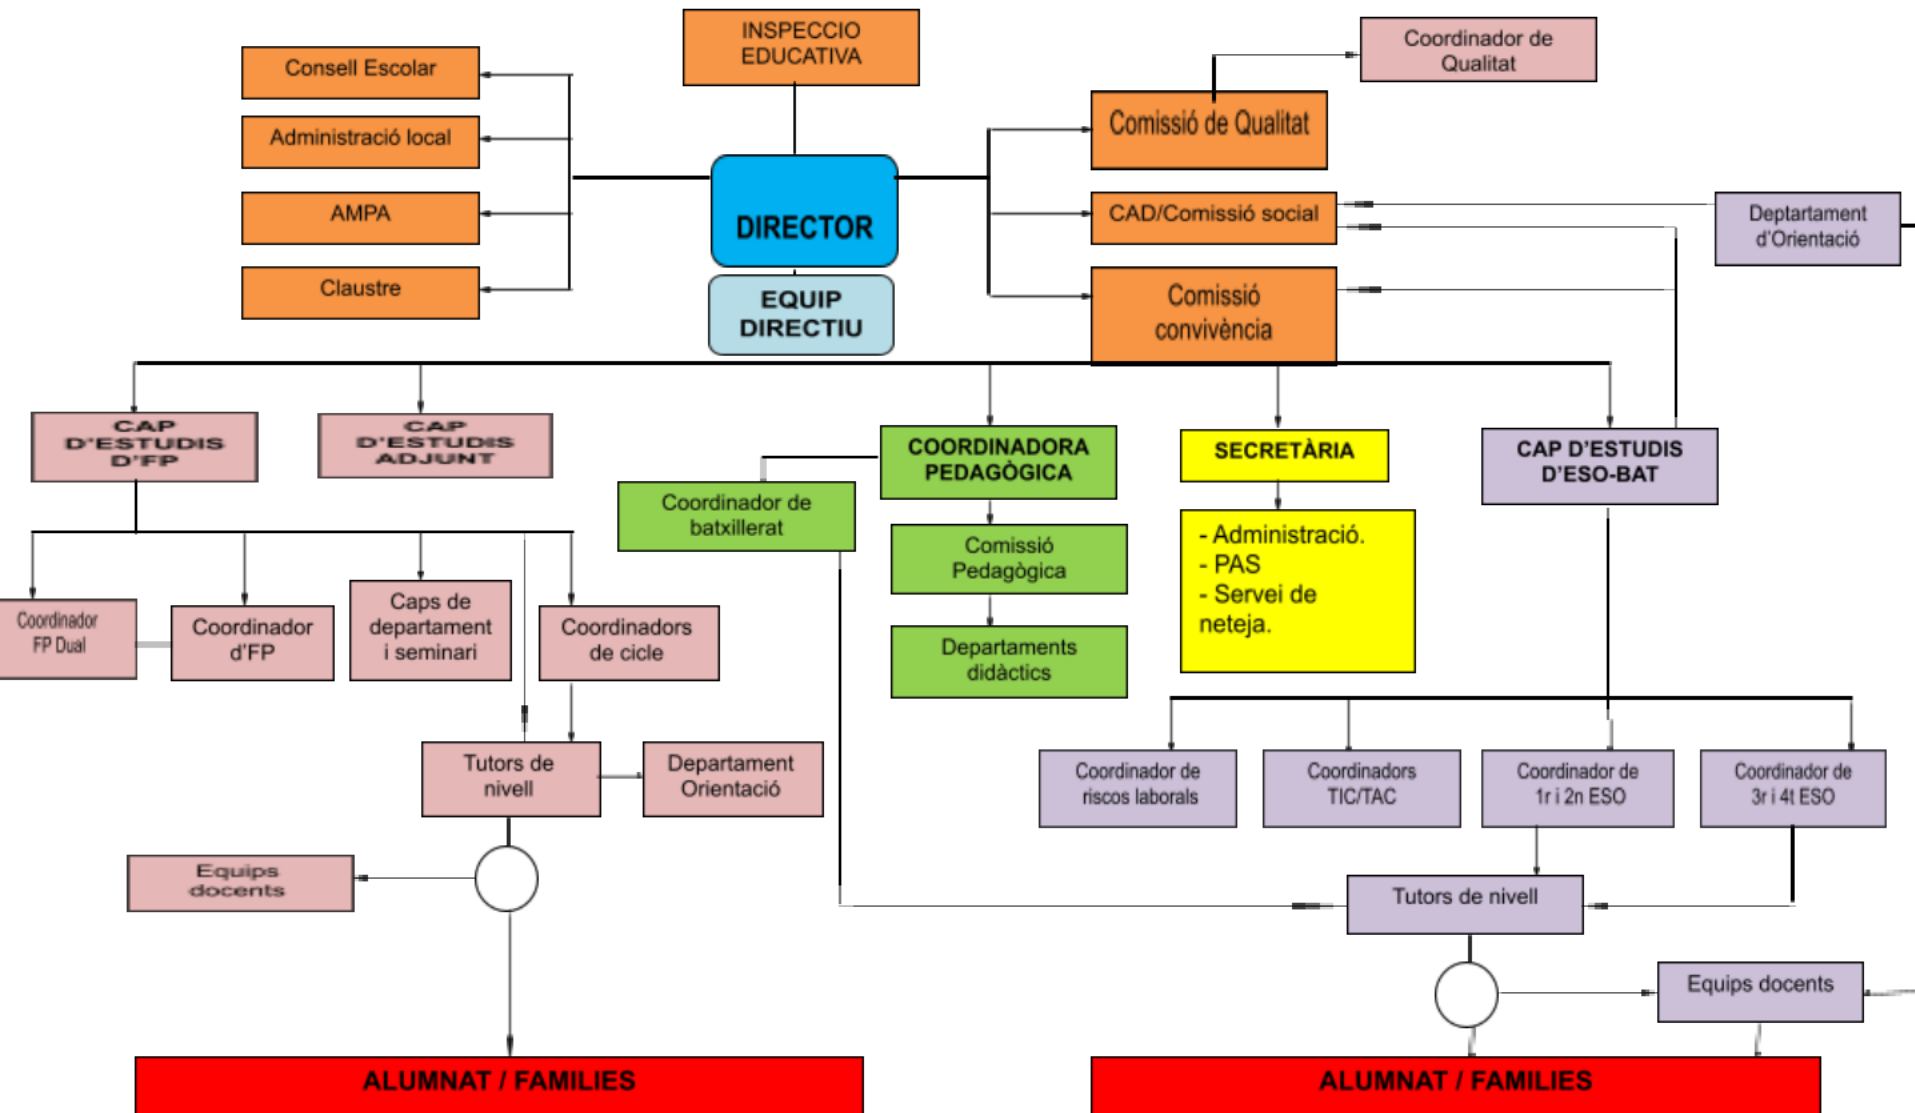 INSPECCIO
EDUCATIVA
Coordinador de
Qualitat
Consell Escolar
Comissió de Qualitat
Administració local
AMPA
DIRECTOR
CAD/Comissió social
Deptartament
d'Orientació
Claustre
EQUIP
DIRECTIU
Comissió
convivència
CAP
D'ESTUDIS
D'FP
CAP
D'ESTUDIS
ADJUNT
COORDINADORA
PEDAGÒGICA
SECRETÀRIA
CAP D'ESTUDIS
D'ESO-BAT
Coordinador de
batxillerat
Comissió
Pedagògica
- Administració.
- PAS
- Servei de
neteja.
Coordinador
FP Dual
Coordinador
d'FP
Caps de
departament
i seminari
Coordinadors
de cicle
Departaments
didàctics
Tutors de
nivell
Departament
Orientació
Coordinador de
riscos laborals
Coordinadors
TIC/TAC
Coordinador de
1r i 2n ESO
Coordinador de
3r i 4t ESO
Equips
docents
Tutors de nivell
Equips docents
ALUMNAT / FAMILIES
ALUMNAT / FAMILIES